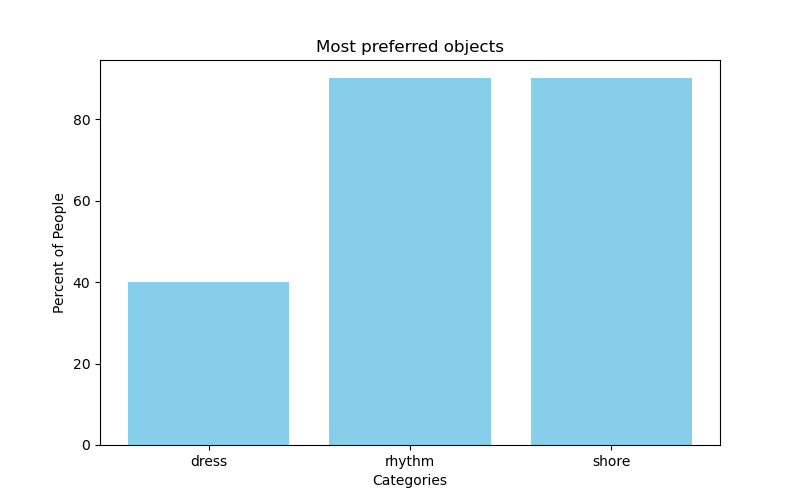 Most preferred objects
Percent of People
80
60
40
20
0
dress rhythm shore
Categories